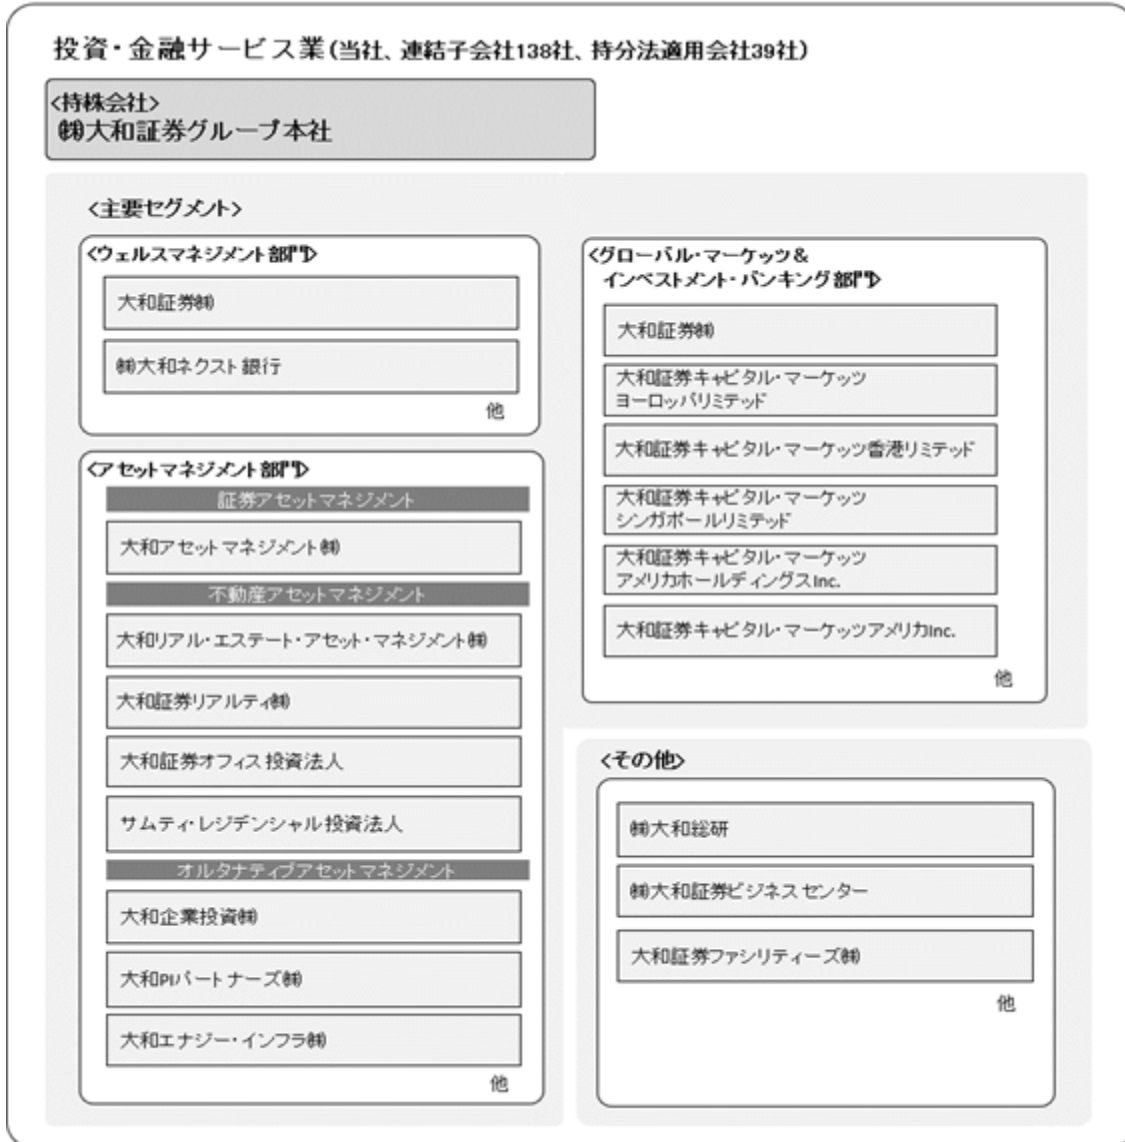 投資・金融サービス業(当社、連結子会社138社、持分法適用会社39社)
<持株会社>
㈱大和証券グループ本社
<主要セグメント>
<ウェルスマネジメント部門>
大和証券㈱
㈱大和ネクスト銀行
他
<アセットマネジメント部門>
証券アセットマネジメント
大和アセットマネジメント㈱
不動産アセットマネジメント
大和リアル・エステート・アセット・マネジメント㈱
大和証券リアルティ㈱
大和証券オフィス投資法人
サムティ・レジデンシャル投資法人
オルタナティブアセットマネジメント
大和企業投資㈱
大和PIパートナーズ㈱
大和エナジー・インフラ㈱
他
<グローバル・マーケッツ&
インベストメント・バンキング部門>
大和証券㈱
大和証券キャピタル・マーケッツ
ヨーロッパリミテッド
大和証券キャピタル・マーケッツ香港リミテッド
大和証券キャピタル・マーケッツ
シンガポールリミテッド
大和証券キャピタル・マーケッツ
アメリカホールディングスInc.
大和証券キャピタル・マーケッツアメリカInc.
他
<その他>
㈱大和総研
㈱大和証券ビジネスセンター
大和証券ファシリティーズ㈱
他